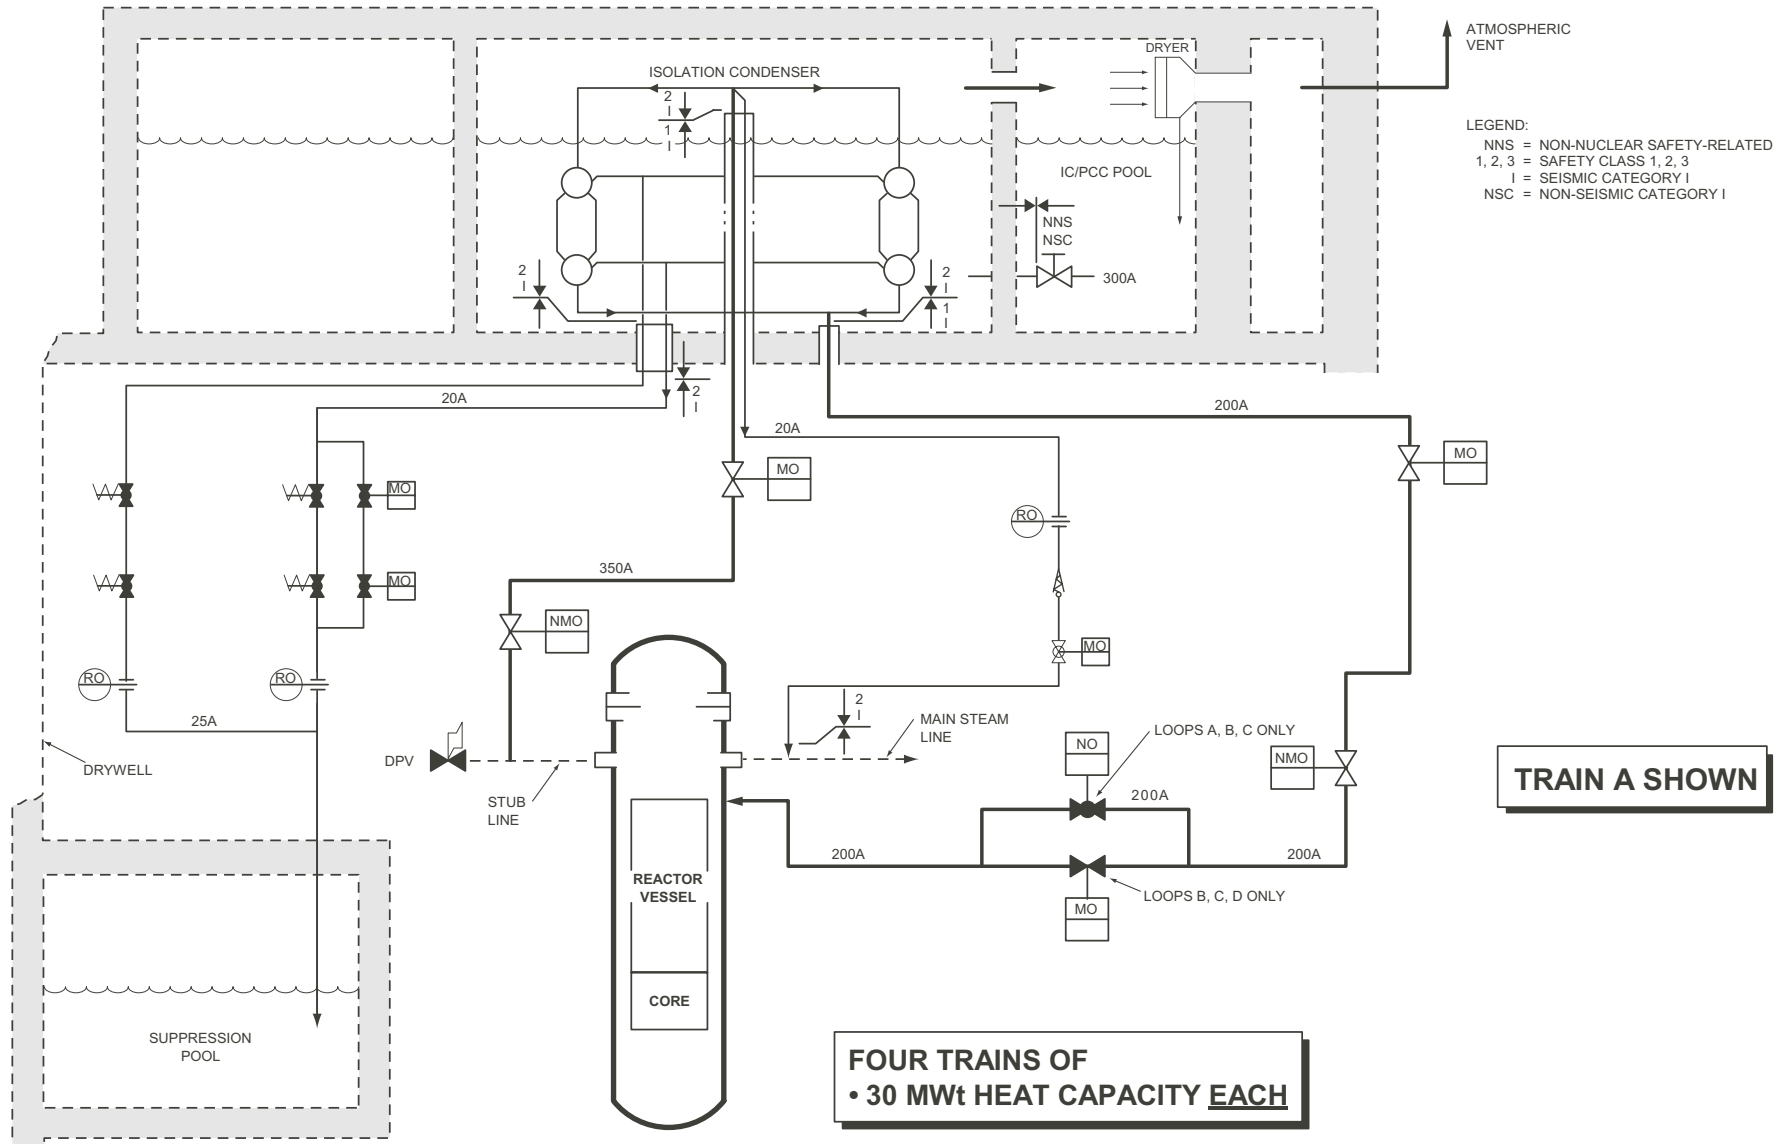 ATMOSPHERIC
VENT
DRYER
ISOLATION CONDENSER
2
I
1
I
LEGEND:
NNS = NON-NUCLEAR SAFETY-RELATED
1, 2, 3 = SAFETY CLASS 1, 2, 3
I = SEISMIC CATEGORY I
NSC = NON-SEISMIC CATEGORY I
IC/PCC POOL
NNS
NSC
300A
2
I
2
I
1
I
2
I
20A
20A
200A
MO
MO
MO
RO
350A
MO
NMO
MO
RO
RO
25A
2
I
MAIN STEAM
LINE
LOOPS A, B, C ONLY
NO
NMO
DPV
DRYWELL
STUB
LINE
200A
TRAIN A SHOWN
200A
200A
LOOPS B, C, D ONLY
MO
REACTOR
VESSEL
CORE
SUPPRESSION
POOL
FOUR TRAINS OF
• 30 MWt HEAT CAPACITY EACH